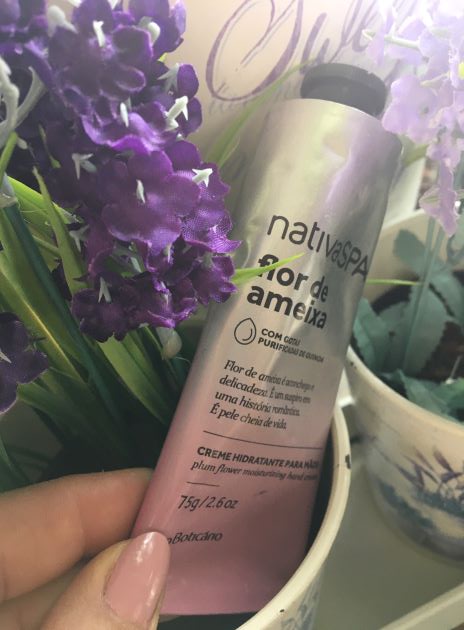 nativaSPA
flor de
ameixa
COM GOTAS
PURIFICADAS DE QUINOA
Flor de ameixa é aconchego e
delicadeza. É um suspiro em
uma história romântica.
É pele cheia de vida.
CREME HIDRATANTE PARA MÃOS
plum flower moisturizing hand cream
75g/2.6 oz
oBoticário